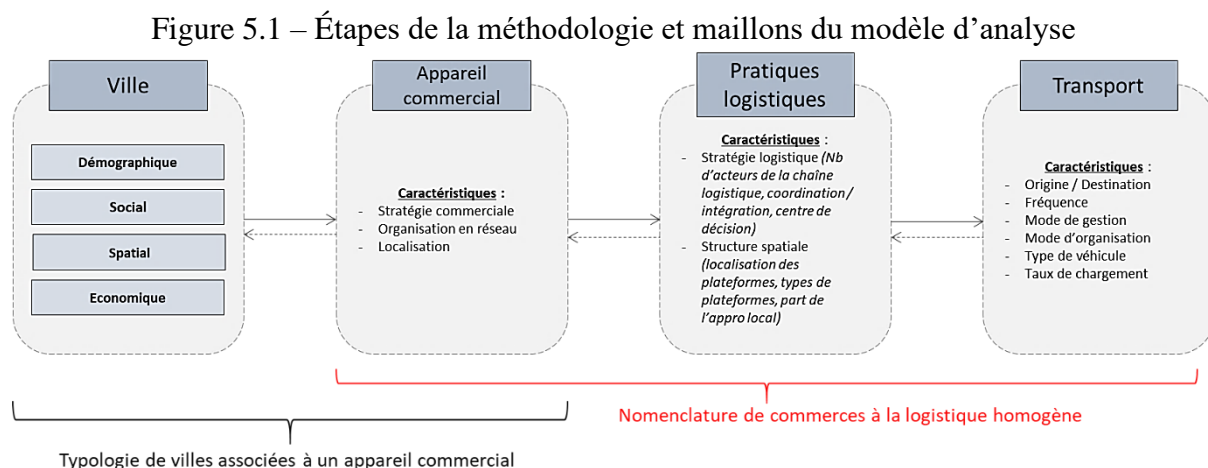 Figure 5.1 – Étapes de la méthodologie et maillons du modèle d’analyse
Ville
Démographique
Social
Spatial
Economique
Appareil
commercial
Caractéristiques :
- Stratégie commerciale
- Organisation en réseau
- Localisation
Pratiques
logistiques
Caractéristiques :
- Stratégie logistique (Nb
d’acteurs de la chaîne
logistique, coordination /
intégration, centre de
décision)
- Structure spatiale
(localisation des
plateformes, types de
plateformes, part de
l’appro local)
Transport
Caractéristiques :
- Origine / Destination
- Fréquence
- Mode de gestion
- Mode d’organisation
- Type de véhicule
- Taux de chargement
Nomenclature de commerces à la logistique homogène
Typologie de villes associées à un appareil commercial